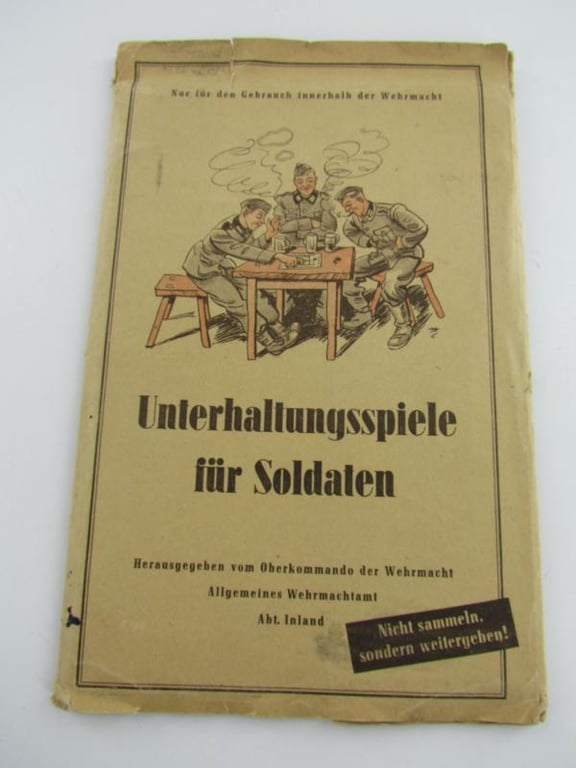 Nur für den Gebrauch innerhalb der Wehrmacht
Unterhaltungsspiele
für Soldaten
Herausgegeben vom Oberkommando der Wehrmacht
Allgemeines Wehrmachtamt
Abt. Inland
Nicht sammeln,
sondern weitergeben!